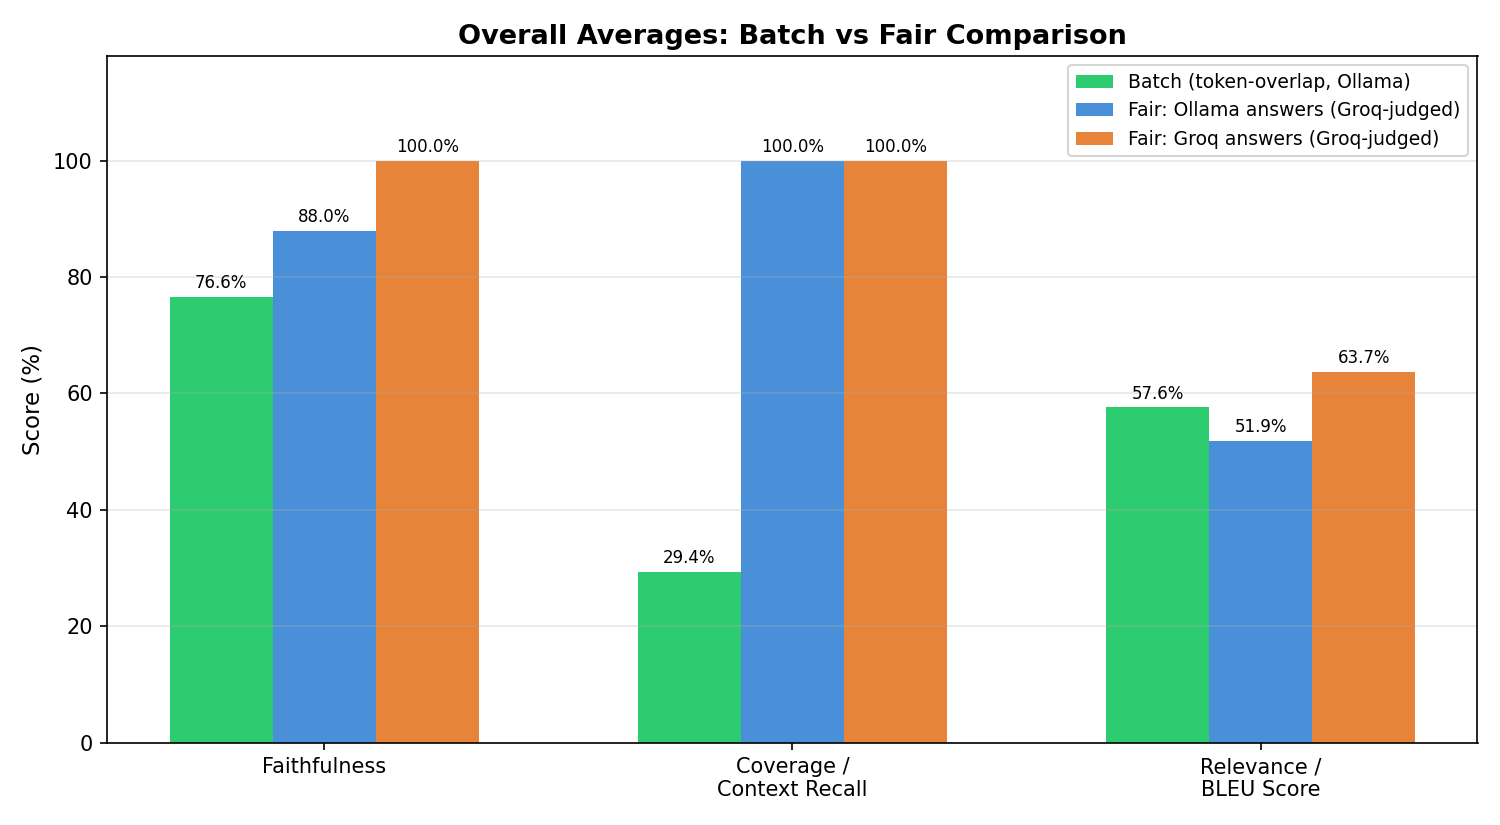 Overall Averages: Batch vs Fair Comparison
Batch (token-overlap, Ollama)
Fair: Ollama answers (Groq-judged)
Fair: Groq answers (Groq-judged)
Score (%)
100
80
60
40
20
0
76.6%
88.0%
100.0%
29.4%
100.0%
100.0%
57.6%
51.9%
63.7%
Faithfulness
Coverage /
Context Recall
Relevance /
BLEU Score